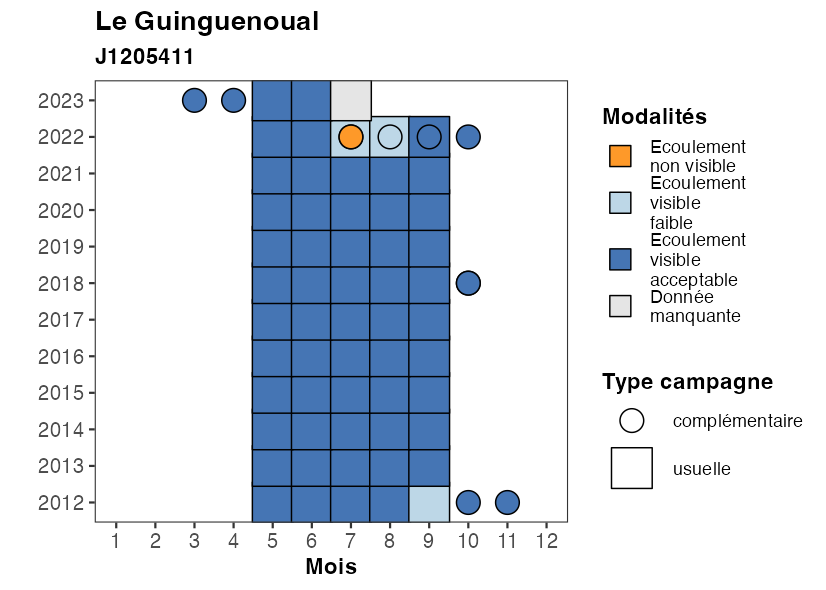 Le Guinguenoual
J1205411
2023
2022
2021
2020
2019
2018
2017
2016
2015
2014
2013
2012
1 2 3 4 5 6 7 8 9 10 11 12
Mois
Modalités
Ecoulement
non visible
Ecoulement
visible
faible
Ecoulement
visible
acceptable
Donnée
manquante
Type campagne
complémentaire
usuelle